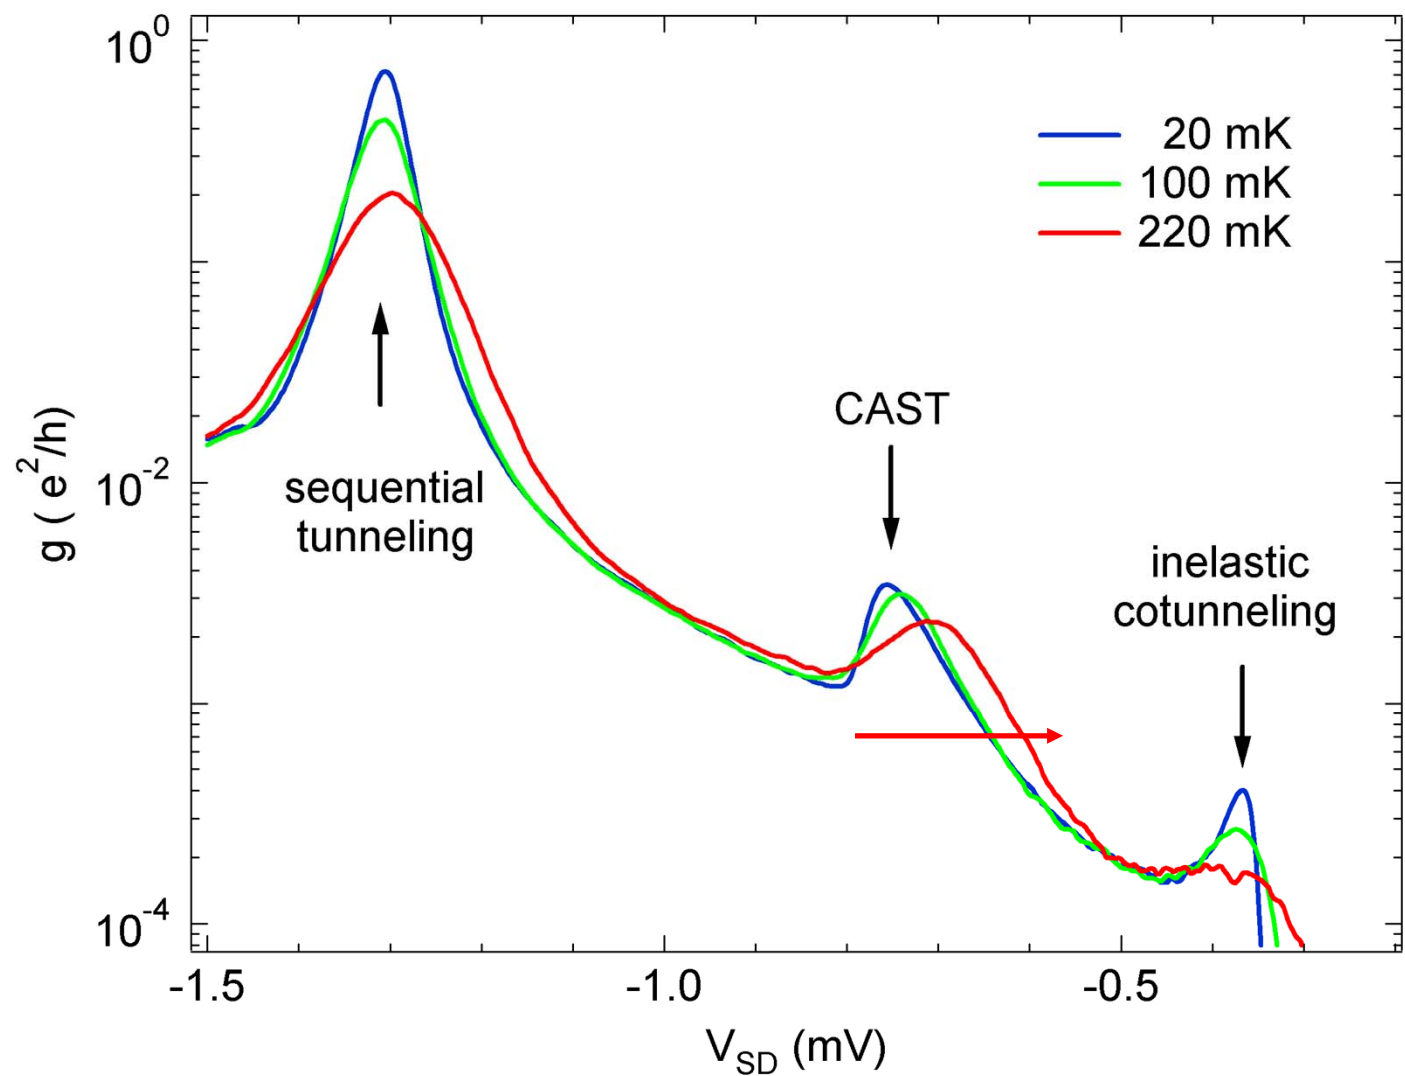 10^0
20 mK
100 mK
220 mK
CAST
sequential
tunneling
10^-2
inelastic
cotunneling
g ( e^2/h)
10^-4
-1.5
-1.0
-0.5
V_SD (mV)